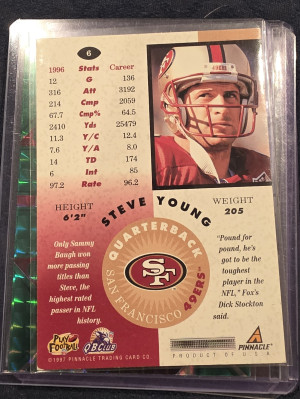 6
1996 Stats Career
12 G 136
316 Att 3192
214 Cmp 2059
67.7 Cmp% 64.5
2410 Yds 25479
11.3 Y/C 12.4
7.6 Y/A 8.0
14 TD 174
6 Int 85
97.2 Rate 96.2
HEIGHT
6'2"
STEVE YOUNG
WEIGHT
205
QUARTERBACK
SF
SAN FRANCISCO 49ERS™
Only Sammy
Baugh won
more passing
titles than
Steve, the
highest rated
passer in NFL
history.
"Pound for
pound, he's
got to be the
toughest
player in the
NFL," Fox's
Dick Stockton
said.
PLAY
FOOTBALL
QB CLUB
©1997 PINNACLE TRADING CARD CO.
PINNACLE
PRODUCT OF U.S.A.